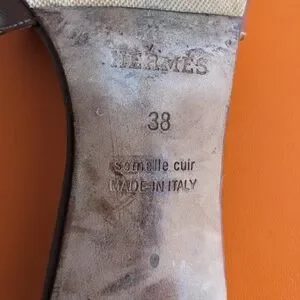 HERMES
38
semelle cuir
MADE IN ITALY